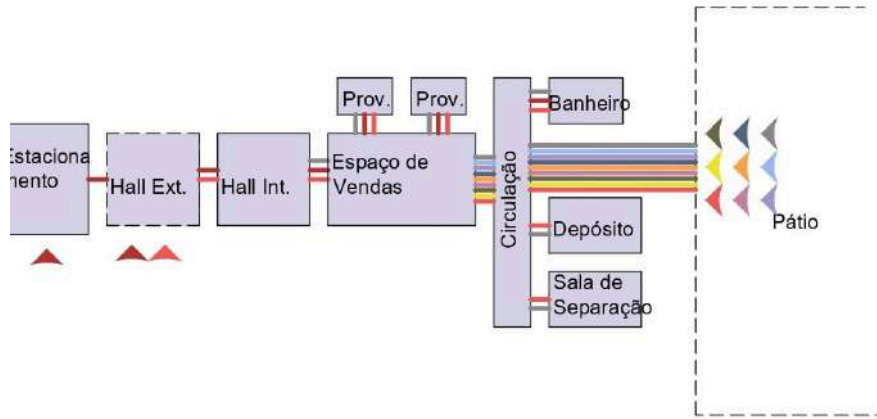 Estaciona
mento
Hall Ext.
Hall Int.
Prov.
Prov.
Espaço de
Vendas
Circulação
Banheiro
Depósito
Sala de
Separação
Pátio